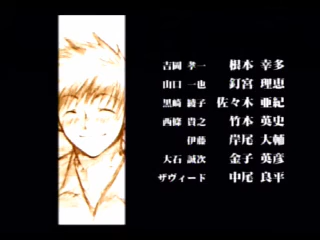 吉岡 孝一 根本 幸多
山口 一也 釘宮 理恵
黒崎 綾子 佐々木 亜紀
西條 貴之 竹本 英史
伊藤 岸尾 大輔
大石 誠次 金子 英彦
ザヴィード 中尾 良平